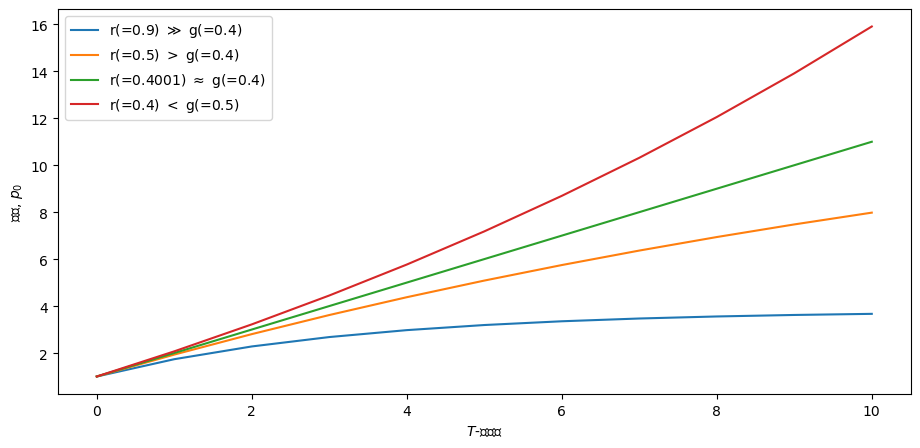 r(=0.9) ≫ g(=0.4)
r(=0.5) > g(=0.4)
r(=0.4001) ≈ g(=0.4)
r(=0.4) < g(=0.5)
16
14
12
10
8
6
4
2
, p₀
0 2 4 6 8 10
T-